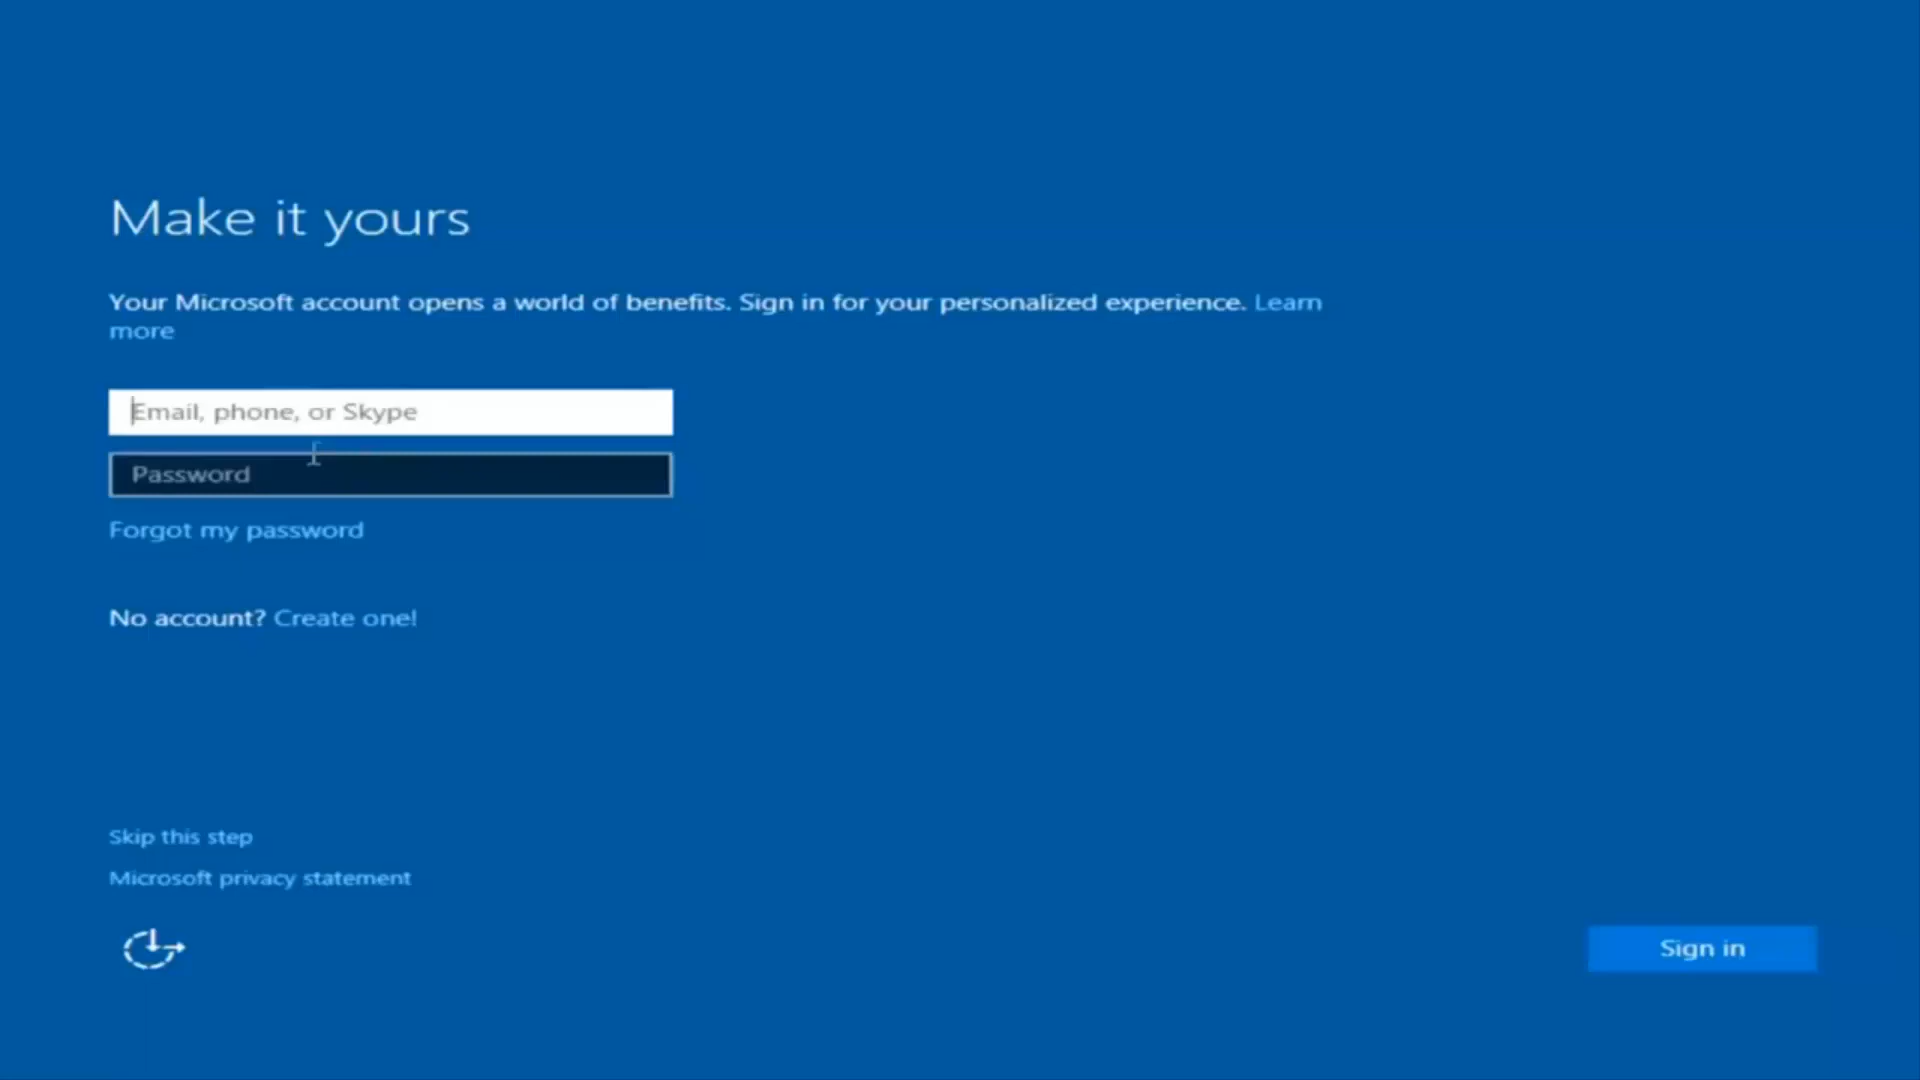 Make it yours
Your Microsoft account opens a world of benefits. Sign in for your personalized experience. Learn
more
Email, phone, or Skype
Password
Forgot my password
No account? Create one!
Skip this step
Microsoft privacy statement
Sign in